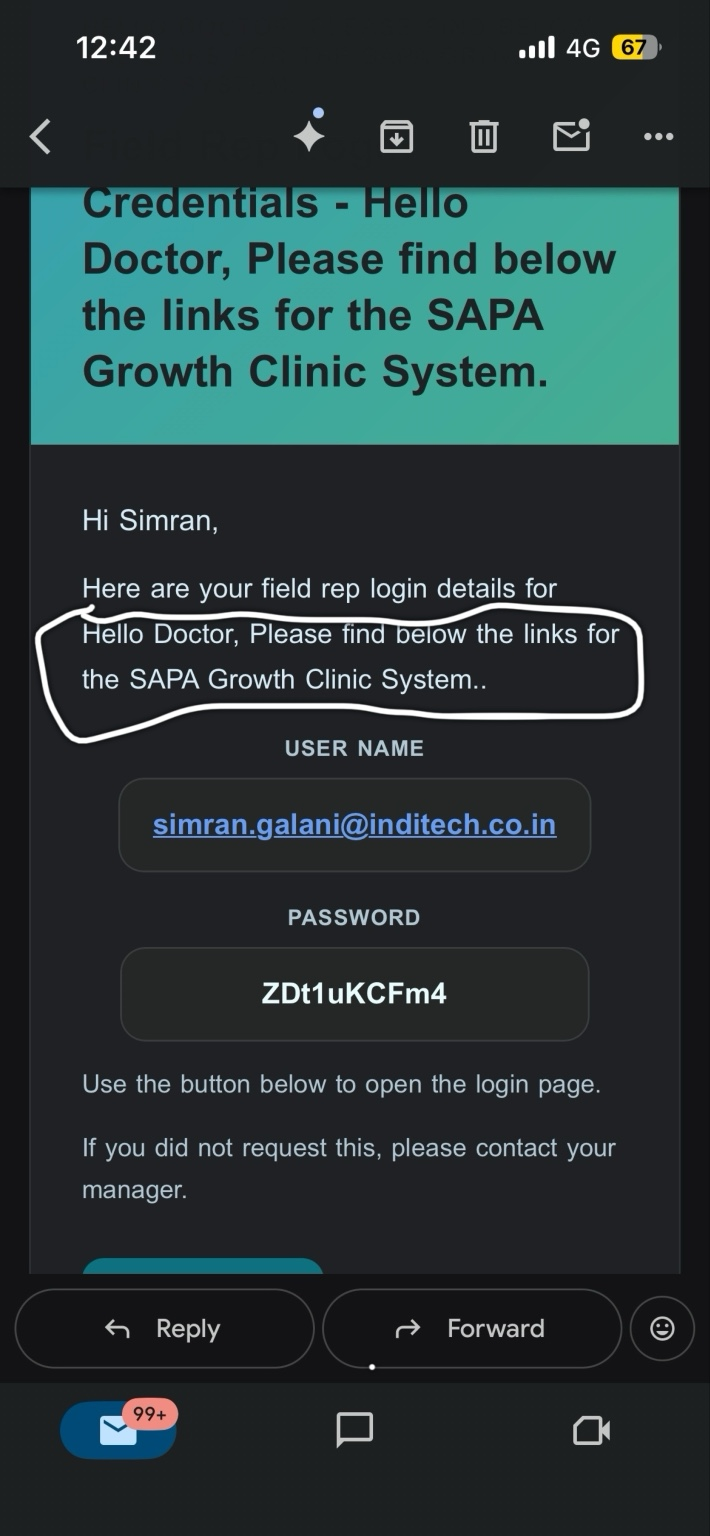 12:42
4G 67
Credentials - Hello
Doctor, Please find below
the links for the SAPA
Growth Clinic System.
Hi Simran,
Here are your field rep login details for
Hello Doctor, Please find below the links for
the SAPA Growth Clinic System..
USER NAME
simran.galani@inditech.co.in
PASSWORD
ZDt1uKCFm4
Use the button below to open the login page.
If you did not request this, please contact your
manager.
Reply
Forward
99+